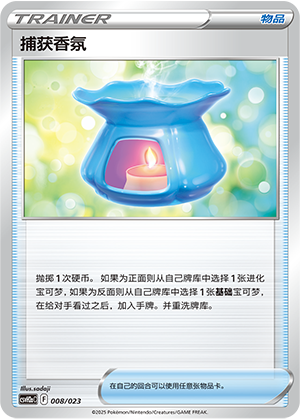 TRAINER 物品
捕获香氛
抛掷1次硬币。如果为正面则从自己牌库中选择1张进化
宝可梦，如果为反面则从自己牌库中选择1张基础宝可梦，
在给对手看过之后，加入手牌。并重洗牌库。
Illus.sadaji
F 008/023
在自己的回合可以使用任意张物品卡。
©2025 Pokémon/Nintendo/Creatures/GAME FREAK.